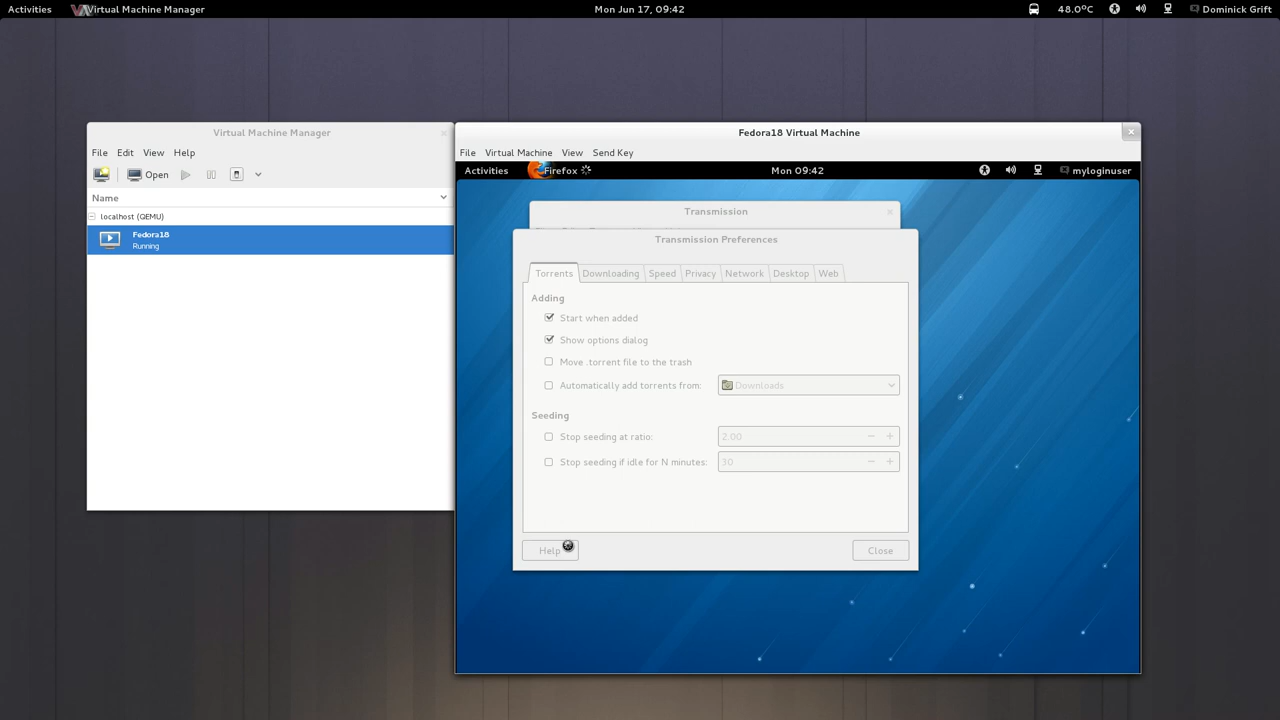 Activities Virtual Machine Manager Mon Jun 17, 09:42 48.0°C Dominick Grift
Virtual Machine Manager
File Edit View Help
Open
Name
localhost (QEMU)
Fedora18
Running
Fedora18 Virtual Machine
File Virtual Machine View Send Key
Activities Firefox Mon 09:42 myloginuser
Transmission
Transmission Preferences
Torrents Downloading Speed Privacy Network Desktop Web
Adding
Start when added
Show options dialog
Move .torrent file to the trash
Automatically add torrents from: Downloads
Seeding
Stop seeding at ratio: 2.00
Stop seeding if idle for N minutes: 30
Help Close